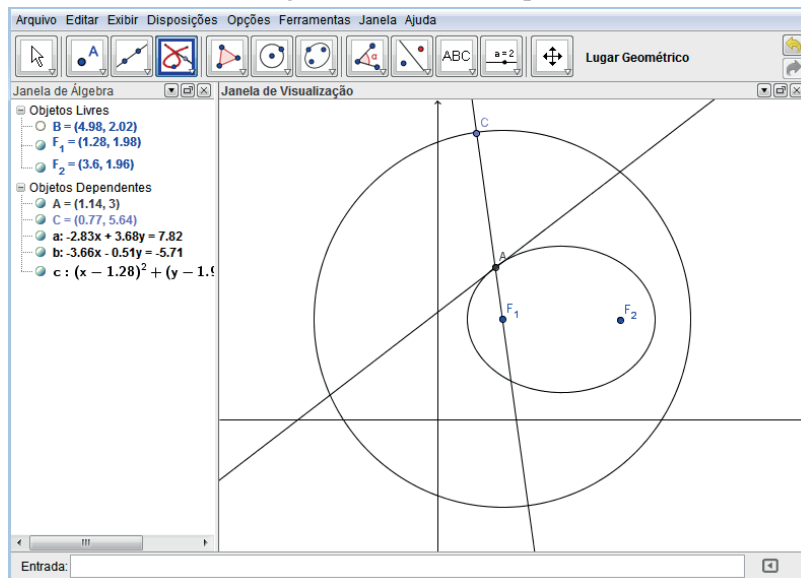 Arquivo Editar Exibir Disposições Opções Ferramentas Janela Ajuda
A
α
ABC
a = 2
Lugar Geométrico
Janela de Álgebra
Janela de Visualização
Objetos Livres
B = (4.98, 2.02)
F1 = (1.28, 1.98)
F2 = (3.6, 1.96)
Objetos Dependentes
A = (1.14, 3)
C = (0.77, 5.64)
a: -2.83x + 3.68y = 7.82
b: -3.66x - 0.51y = -5.71
c : (x − 1.28)² + (y − 1.9
C
A
F1
F2
Entrada: